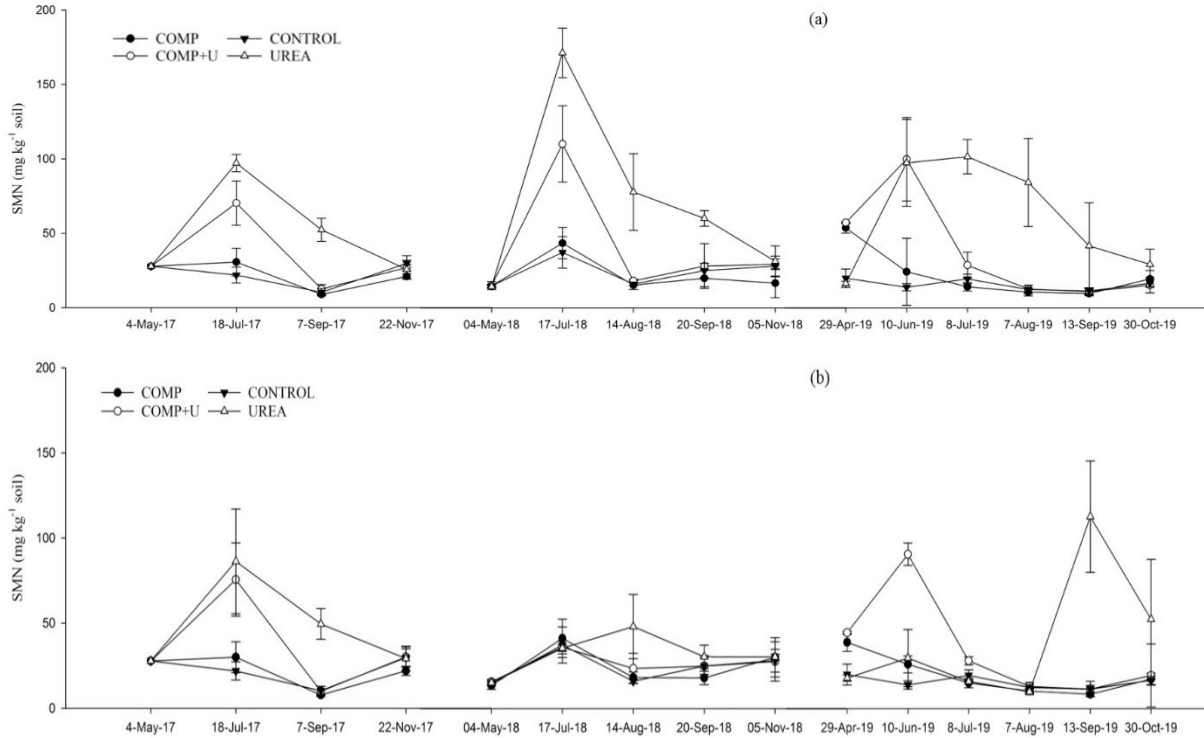 (a)
200
150
100
50
0
SMN (mg kg⁻¹ soil)
COMP CONTROL
COMP+U UREA
4-May-17 18-Jul-17 7-Sep-17 22-Nov-17 04-May-18 17-Jul-18 14-Aug-18 20-Sep-18 05-Nov-18 29-Apr-19 10-Jun-19 8-Jul-19 7-Aug-19 13-Sep-19 30-Oct-19
(b)
200
150
100
50
0
SMN (mg kg⁻¹ soil)
COMP CONTROL
COMP+U UREA
4-May-17 18-Jul-17 7-Sep-17 22-Nov-17 04-May-18 17-Jul-18 14-Aug-18 20-Sep-18 05-Nov-18 29-Apr-19 10-Jun-19 8-Jul-19 7-Aug-19 13-Sep-19 30-Oct-19